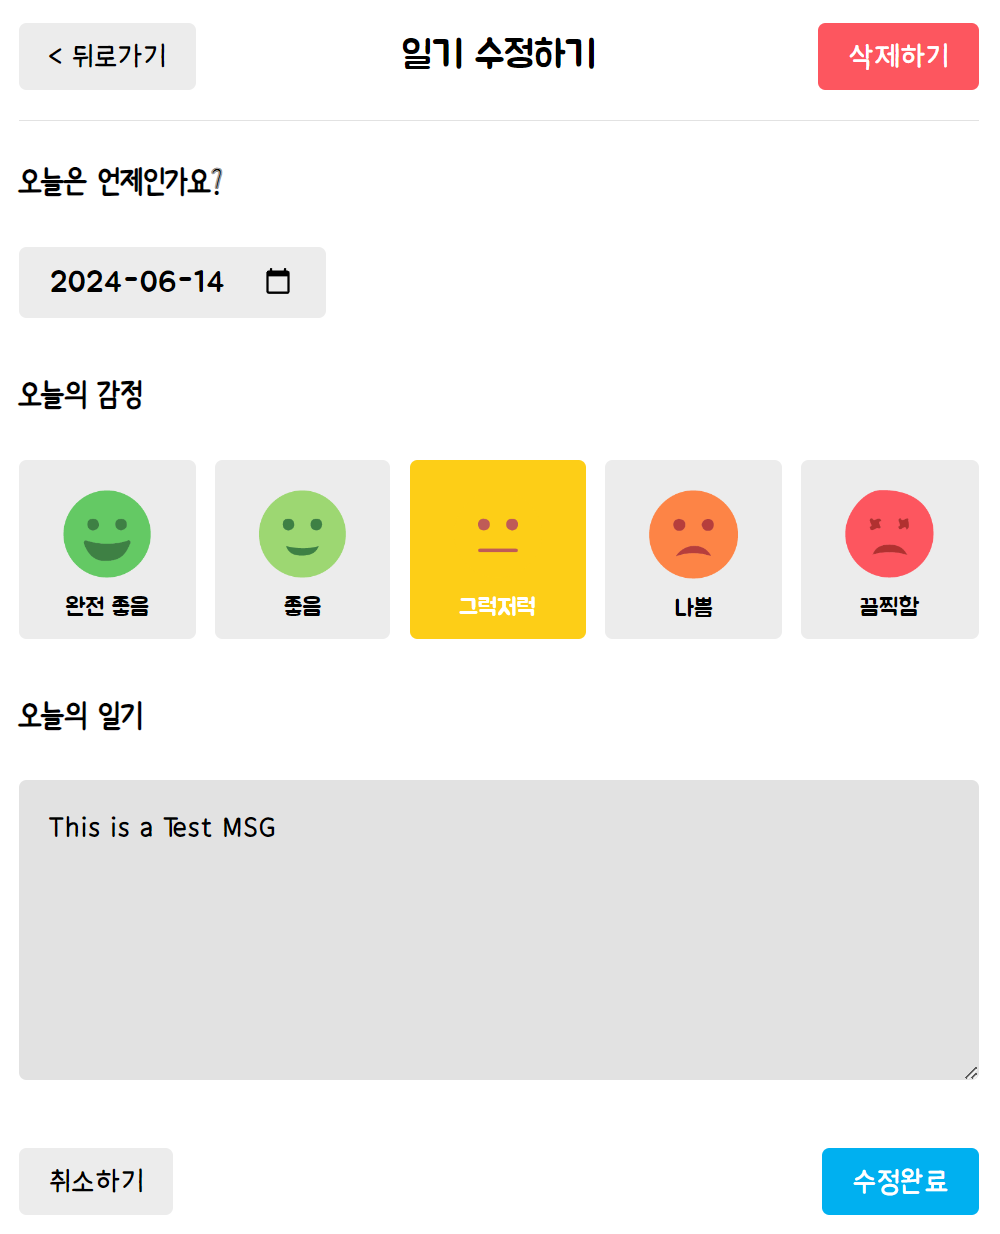 < 뒤로가기 일기 수정하기 삭제하기
오늘은 언제인가요?
2024-06-14
오늘의 감정
완전 좋음 좋음 그럭저럭 나쁨 끔찍함
오늘의 일기
This is a Test MSG
취소하기 수정완료